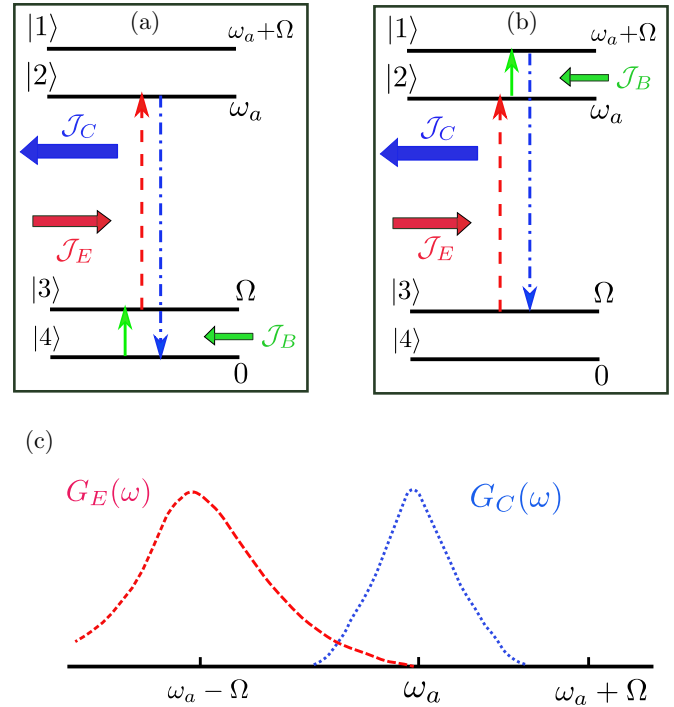 (a)
|1⟩ ω_a+Ω
|2⟩ ω_a
𝒥_C
𝒥_E
|3⟩ Ω
|4⟩ 𝒥_B
0
(b)
|1⟩ ω_a+Ω
|2⟩ 𝒥_B
ω_a
𝒥_C
𝒥_E
|3⟩ Ω
|4⟩
0
(c)
G_E(ω) G_C(ω)
ω_a − Ω ω_a ω_a + Ω